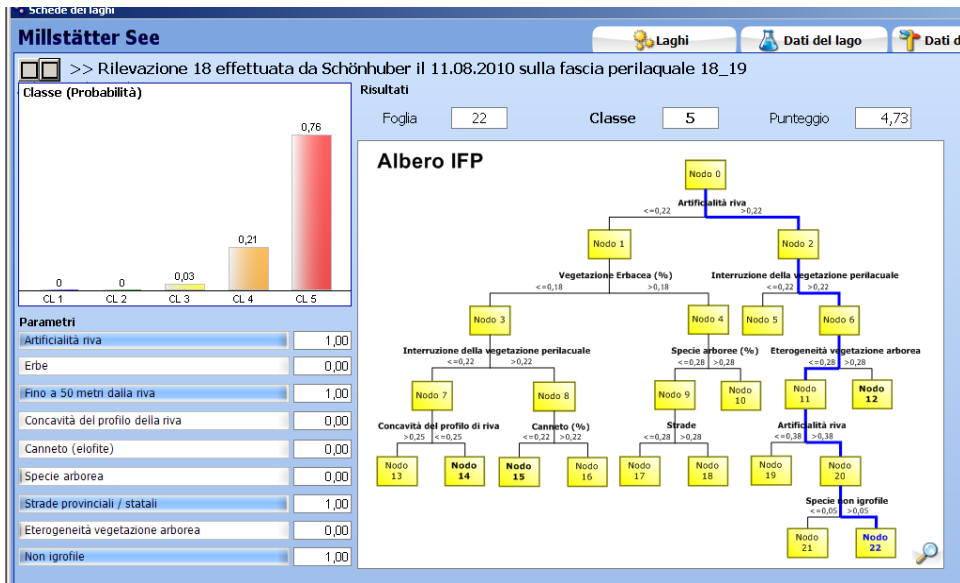 Schede dei laghi
Millstätter See
Laghi
Dati del lago
Dati d
>> Rilevazione 18 effettuata da Schönhuber il 11.08.2010 sulla fascia perilaquale 18_19
Classe (Probabilità)
0 0 0,03 0,21 0,76
CL 1 CL 2 CL 3 CL 4 CL 5
Parametri
Artificialità riva 1,00
Erbe 0,00
Fino a 50 metri dalla riva 1,00
Concavità del profilo della riva 0,00
Canneto (elofite) 0,00
Specie arborea 0,00
Strade provinciali / statali 1,00
Eterogeneità vegetazione arborea 0,00
Non igrofile 1,00
Risultati
Foglia 22 Classe 5 Punteggio 4,73
Albero IFP
Nodo 0
Artificialità riva
<=0,22 >0,22
Nodo 1 Nodo 2
Vegetazione Erbacea (%) Interruzione della vegetazione perilacuale
<=0,18 >0,18 <=0,22 >0,22
Nodo 3 Nodo 4 Nodo 5 Nodo 6
Interruzione della vegetazione perilacuale Specie arboree (%) Eterogeneità vegetazione arborea
<=0,22 >0,22 <=0,28 >0,28 <=0,28 >0,28
Nodo 7 Nodo 8 Nodo 9 Nodo 10 Nodo 11 Nodo 12
Concavità del profilo di riva Canneto (%) Strade Artificialità riva
>0,25 <=0,25 <=0,22 >0,22 <=0,28 >0,28 <=0,38 >0,38
Nodo 13 Nodo 14 Nodo 15 Nodo 16 Nodo 17 Nodo 18 Nodo 19 Nodo 20
Specie non igrofile
<=0,05 >0,05
Nodo 21 Nodo 22